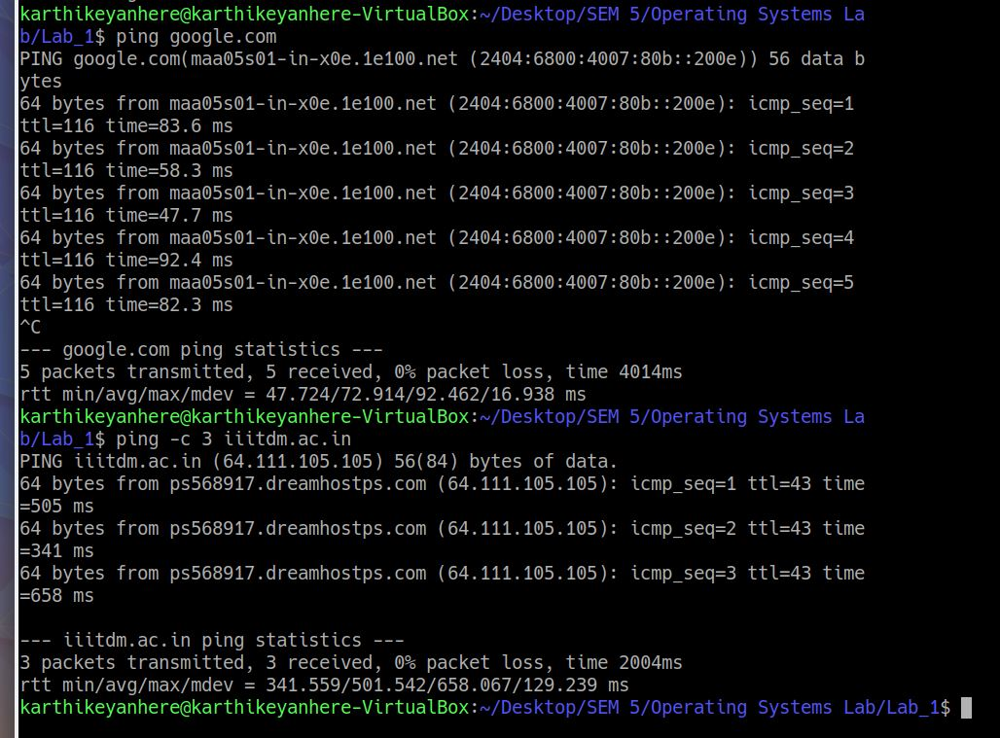 karthikeyanhere@karthikeyanhere-VirtualBox:~/Desktop/SEM 5/Operating Systems La
b/Lab_1$ ping google.com
PING google.com(maa05s01-in-x0e.1e100.net (2404:6800:4007:80b::200e)) 56 data b
ytes
64 bytes from maa05s01-in-x0e.1e100.net (2404:6800:4007:80b::200e): icmp_seq=1
ttl=116 time=83.6 ms
64 bytes from maa05s01-in-x0e.1e100.net (2404:6800:4007:80b::200e): icmp_seq=2
ttl=116 time=58.3 ms
64 bytes from maa05s01-in-x0e.1e100.net (2404:6800:4007:80b::200e): icmp_seq=3
ttl=116 time=47.7 ms
64 bytes from maa05s01-in-x0e.1e100.net (2404:6800:4007:80b::200e): icmp_seq=4
ttl=116 time=92.4 ms
64 bytes from maa05s01-in-x0e.1e100.net (2404:6800:4007:80b::200e): icmp_seq=5
ttl=116 time=82.3 ms
^C
--- google.com ping statistics ---
5 packets transmitted, 5 received, 0% packet loss, time 4014ms
rtt min/avg/max/mdev = 47.724/72.914/92.462/16.938 ms
karthikeyanhere@karthikeyanhere-VirtualBox:~/Desktop/SEM 5/Operating Systems La
b/Lab_1$ ping -c 3 iiitdm.ac.in
PING iiitdm.ac.in (64.111.105.105) 56(84) bytes of data.
64 bytes from ps568917.dreamhostps.com (64.111.105.105): icmp_seq=1 ttl=43 time
=505 ms
64 bytes from ps568917.dreamhostps.com (64.111.105.105): icmp_seq=2 ttl=43 time
=341 ms
64 bytes from ps568917.dreamhostps.com (64.111.105.105): icmp_seq=3 ttl=43 time
=658 ms
--- iiitdm.ac.in ping statistics ---
3 packets transmitted, 3 received, 0% packet loss, time 2004ms
rtt min/avg/max/mdev = 341.559/501.542/658.067/129.239 ms
karthikeyanhere@karthikeyanhere-VirtualBox:~/Desktop/SEM 5/Operating Systems Lab/Lab_1$